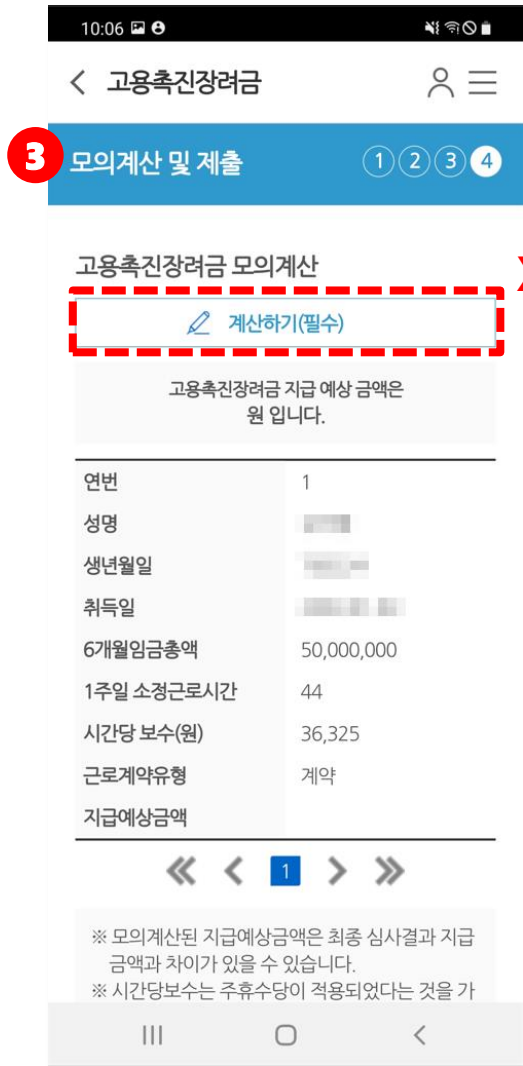 10:06
고용촉진장려금
3 모의계산 및 제출 1 2 3 4
고용촉진장려금 모의계산
계산하기(필수)
고용촉진장려금 지급 예상 금액은
원 입니다.
연번 1
성명
생년월일
취득일
6개월임금총액 50,000,000
1주일 소정근로시간 44
시간당 보수(원) 36,325
근로계약유형 계약
지급예상금액
1
※ 모의계산된 지급예상금액은 최종 심사결과 지급
금액과 차이가 있을 수 있습니다.
※ 시간당보수는 주휴수당이 적용되었다는 것을 가